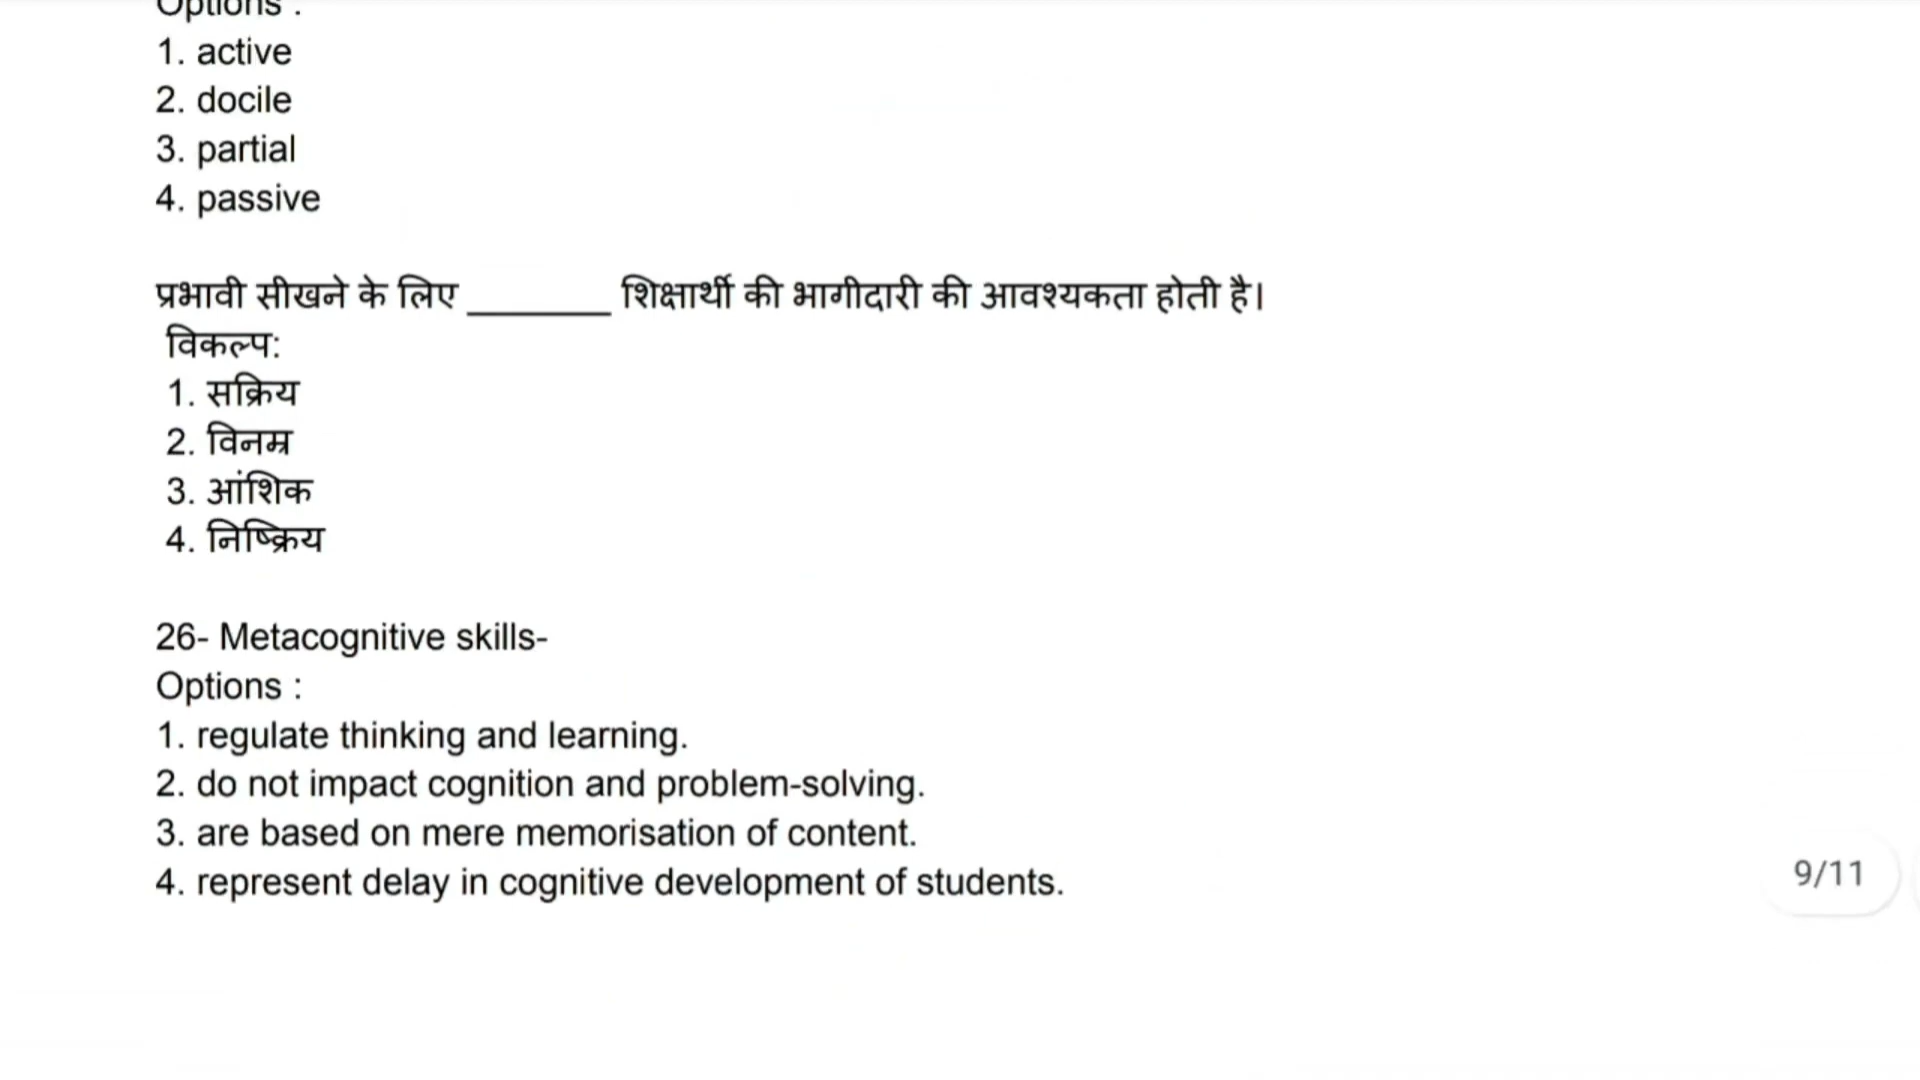 Options :
1. active
2. docile
3. partial
4. passive
प्रभावी सीखने के लिए ________ शिक्षार्थी की भागीदारी की आवश्यकता होती है।
विकल्प:
1. सक्रिय
2. विनम्र
3. आंशिक
4. निष्क्रिय
26- Metacognitive skills-
Options :
1. regulate thinking and learning.
2. do not impact cognition and problem-solving.
3. are based on mere memorisation of content.
4. represent delay in cognitive development of students.
9/11